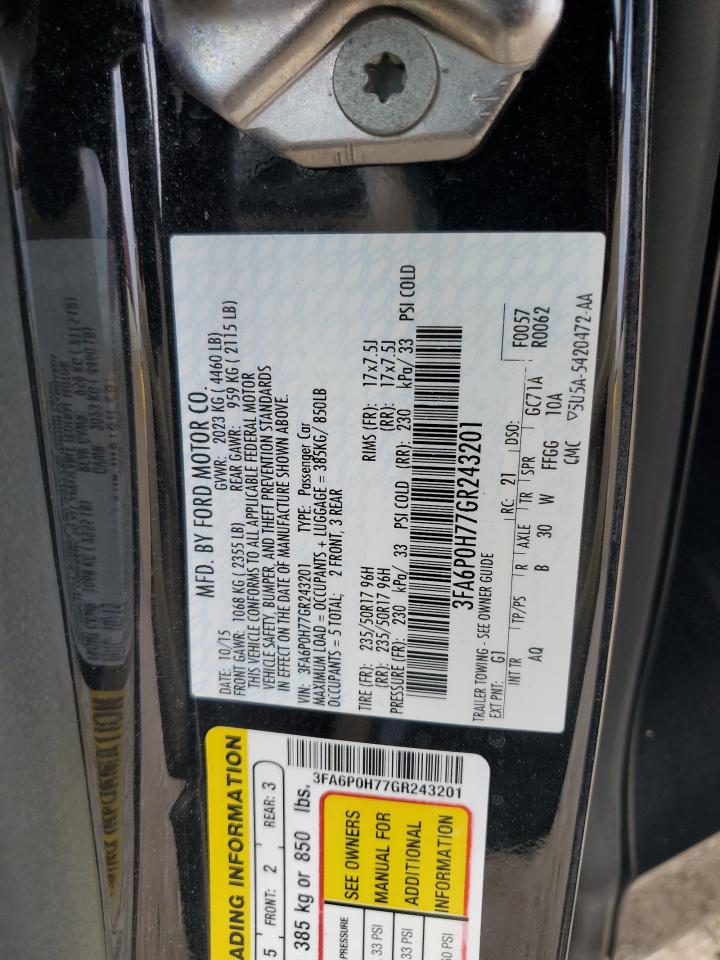 MFD. BY FORD MOTOR CO.
DATE: 10/15 GVWR: 2023 KG ( 4460 LB)
FRONT GAWR: 1068 KG ( 2355 LB) REAR GAWR: 959 KG ( 2115 LB)
THIS VEHICLE CONFORMS TO ALL APPLICABLE FEDERAL MOTOR
VEHICLE SAFETY, BUMPER, AND THEFT PREVENTION STANDARDS
IN EFFECT ON THE DATE OF MANUFACTURE SHOWN ABOVE.
VIN: 3FA6P0H77GR243201 TYPE: Passenger Car
MAXIMUM LOAD = OCCUPANTS + LUGGAGE = 385KG/ 850LB
OCCUPANTS = 5 TOTAL; 2 FRONT, 3 REAR
TIRE (FR): 235/50R17 96H RIMS (FR): 17x7.5J
(RR): 235/50R17 96H (RR): 17x7.5J
PRESSURE (FR): 230 kPa/ 33 PSI COLD (RR): 230 kPa/ 33 PSI COLD
3FA6P0H77GR243201
TRAILER TOWING - SEE OWNER GUIDE
EXT PNT: G1 RC: 21 DSO: F0057
INT TR TP/PS R AXLE TR SPR GC71A R0062
AQ B 30 W FFGG 10A
CMC ▽5U5A-5420472-AA
ADING INFORMATION
5 FRONT: 2 REAR: 3
385 kg or 850 lbs.
3FA6P0H77GR243201
PRESSURE
33 PSI
33 PSI
60 PSI
SEE OWNERS
MANUAL FOR
ADDITIONAL
INFORMATION